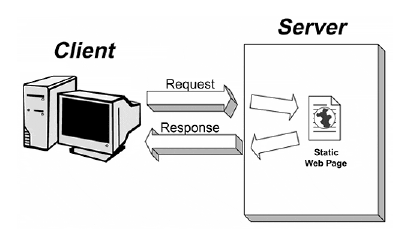 Server
Client
Request
Response
Static
Web Page